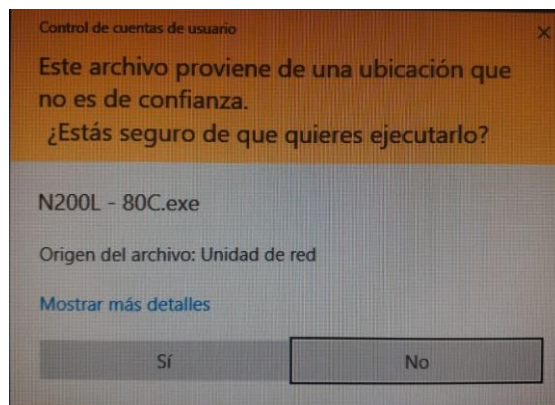 Control de cuentas de usuario
Este archivo proviene de una ubicación que
no es de confianza.
¿Estás seguro de que quieres ejecutarlo?
N200L - 80C.exe
Origen del archivo: Unidad de red
Mostrar más detalles
Sí
No